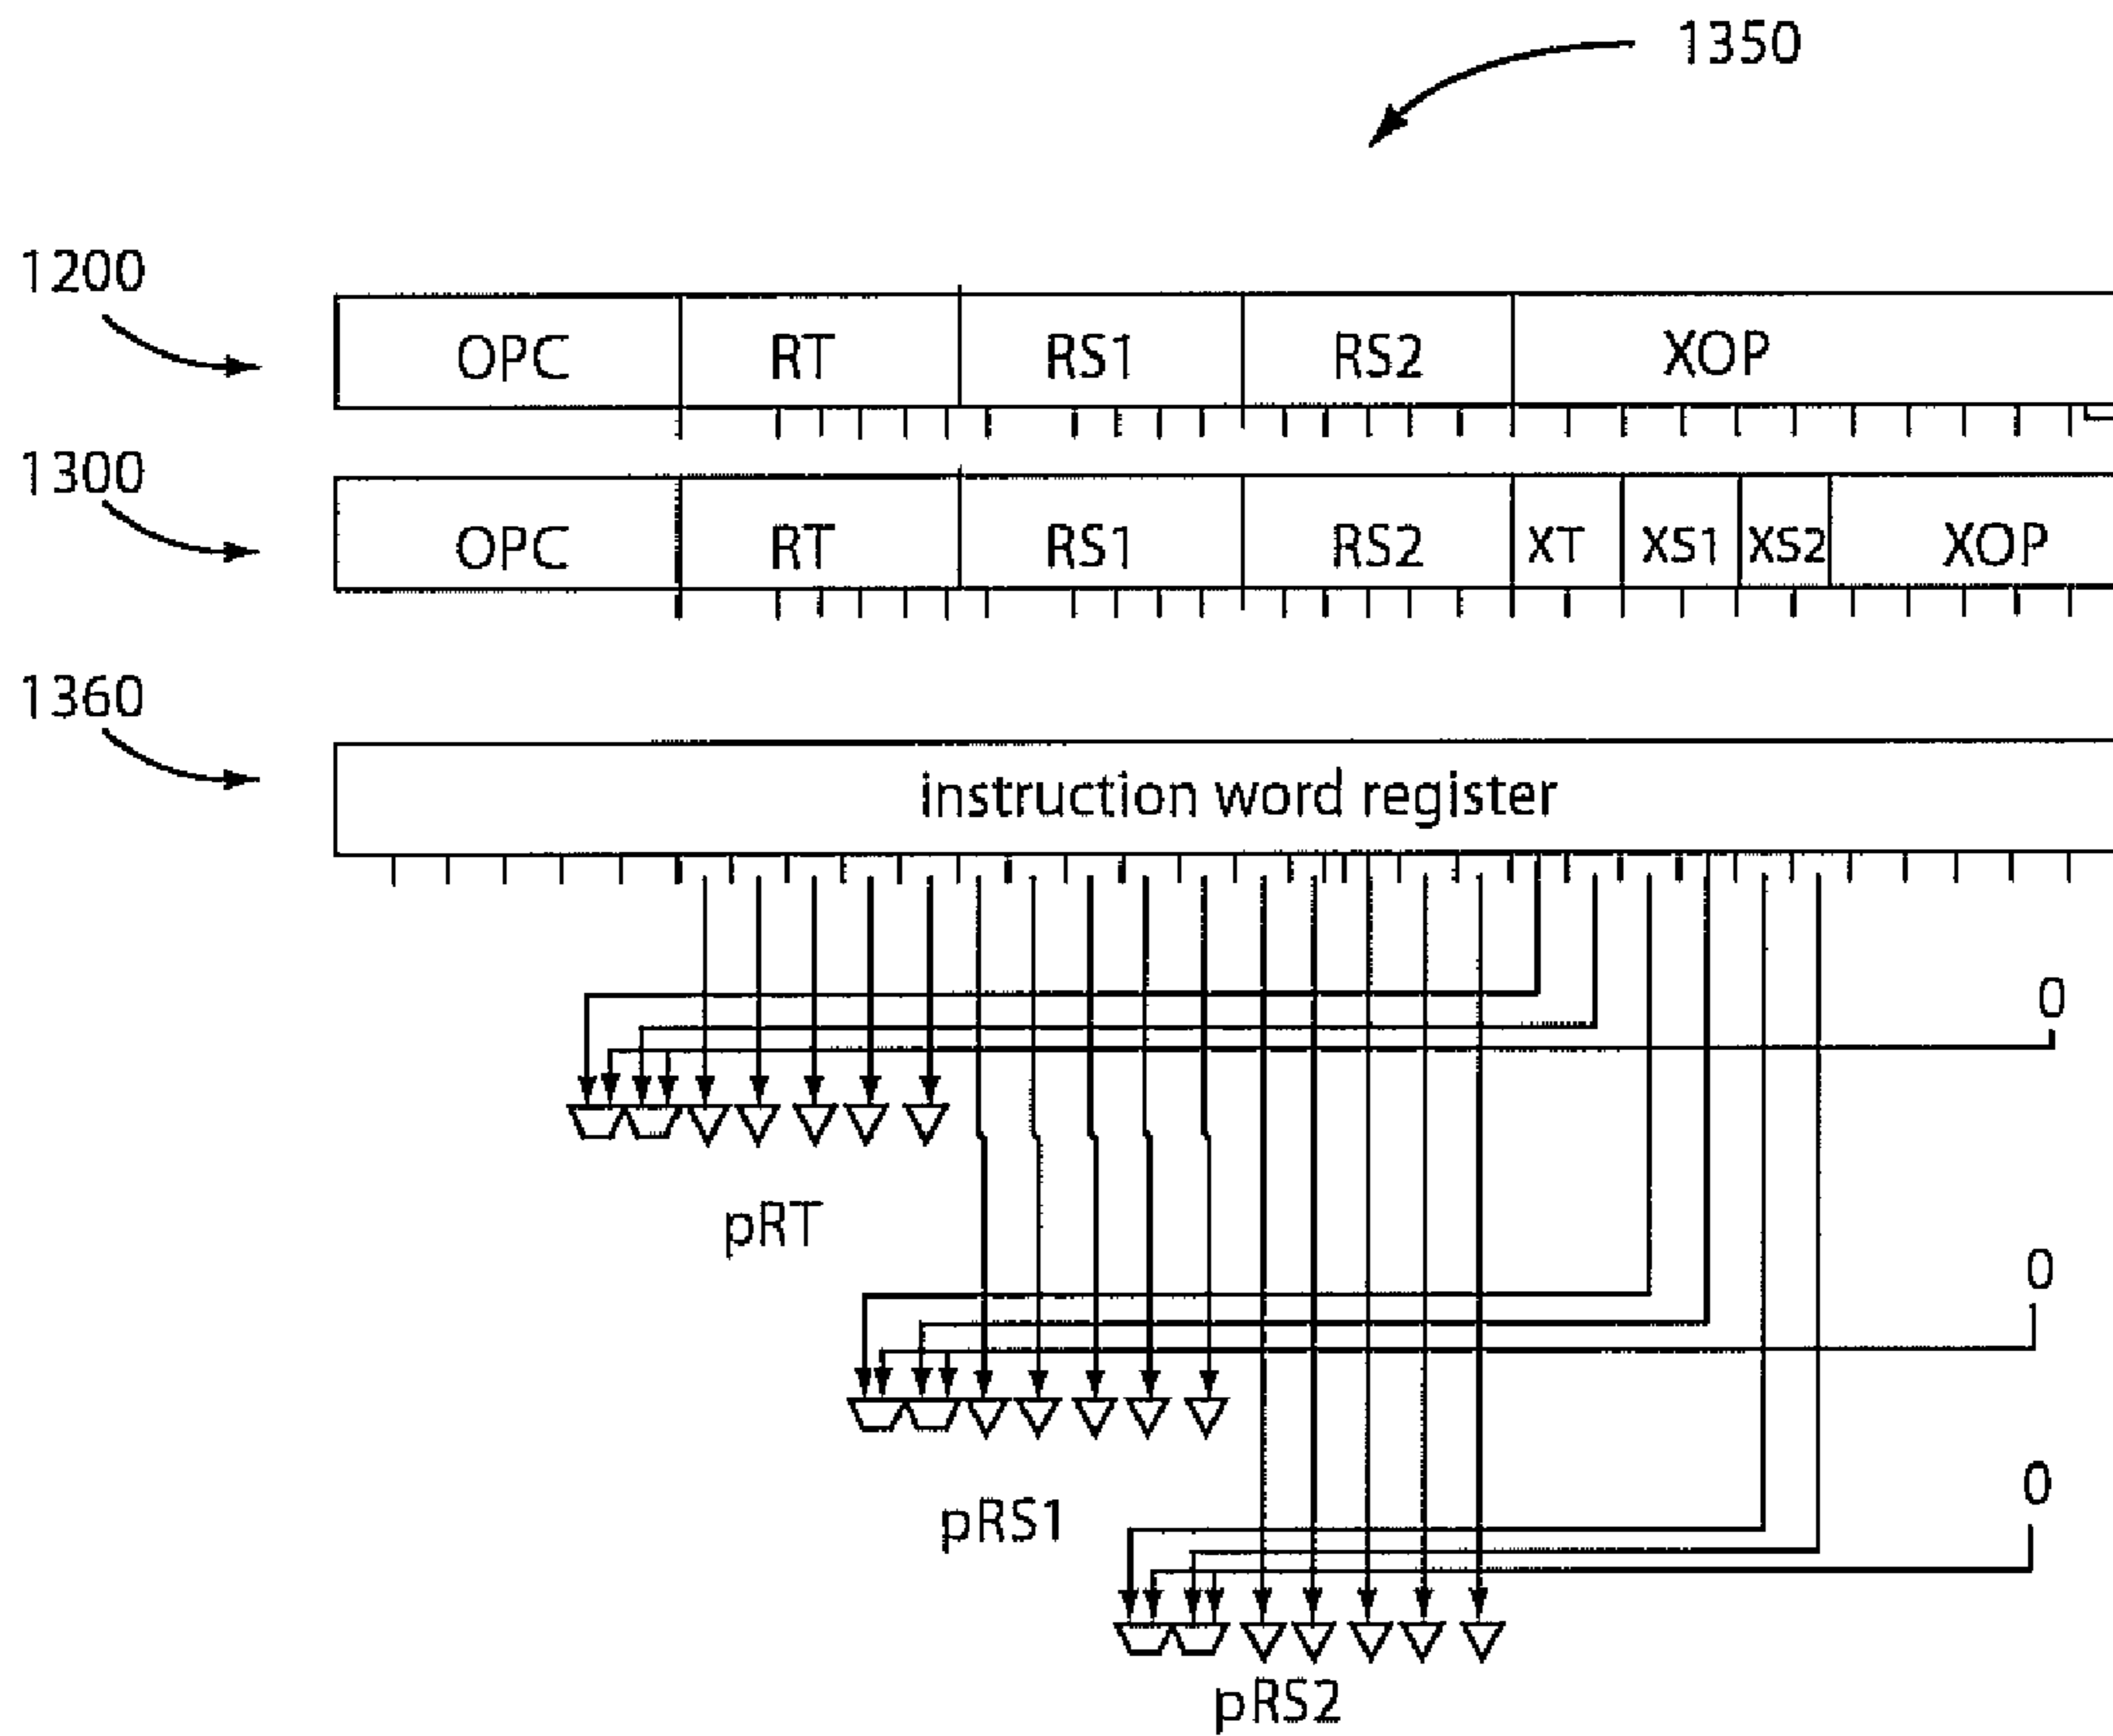 1350
1200
OPC RT RS1 RS2 XOP
1300
OPC RT RS1 RS2 XT XS1 XS2 XOP
1360
instruction word register
0
pRT
0
pRS1
0
pRS2